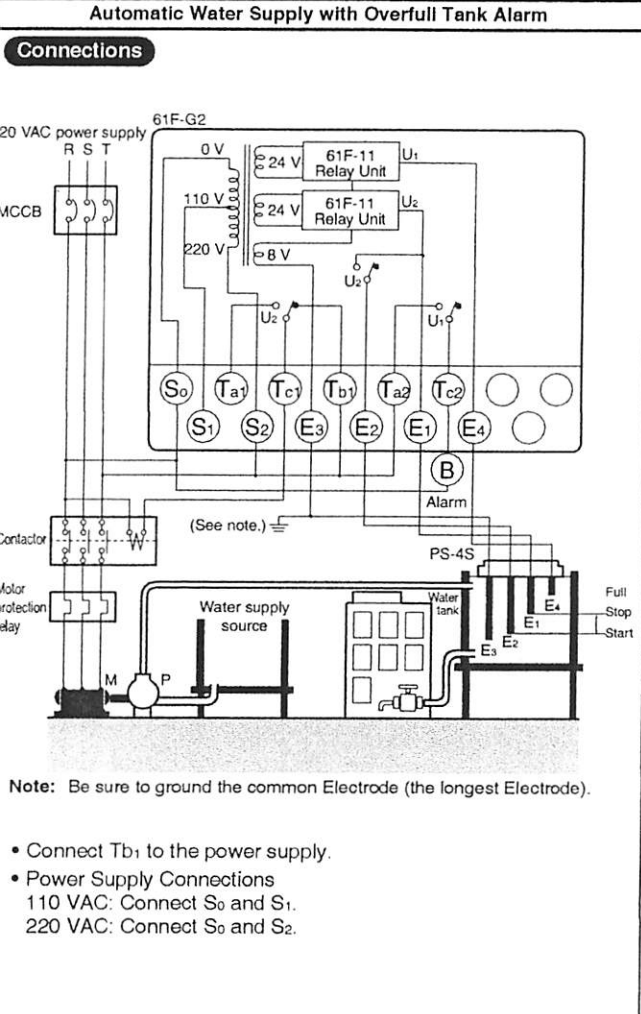 Automatic Water Supply with Overfull Tank Alarm
Connections
61F-G2
20 VAC power supply
R S T
MCCB
0 V
110 V
220 V
24 V
61F-11
Relay Unit
U1
24 V
61F-11
Relay Unit
U2
8 V
U2
U2
U1
S0 Ta1 Tc1 Tb1 Ta2 Tc2
S1 S2 E3 E2 E1 E4
B
Alarm
(See note.)
Contactor
PS-4S
Motor
protection
relay
Water supply
source
Water
tank
M P
E3 E2 E1 E4
Full
Stop
Start
Note: Be sure to ground the common Electrode (the longest Electrode).
• Connect Tb1 to the power supply.
• Power Supply Connections
110 VAC: Connect S0 and S1.
220 VAC: Connect S0 and S2.